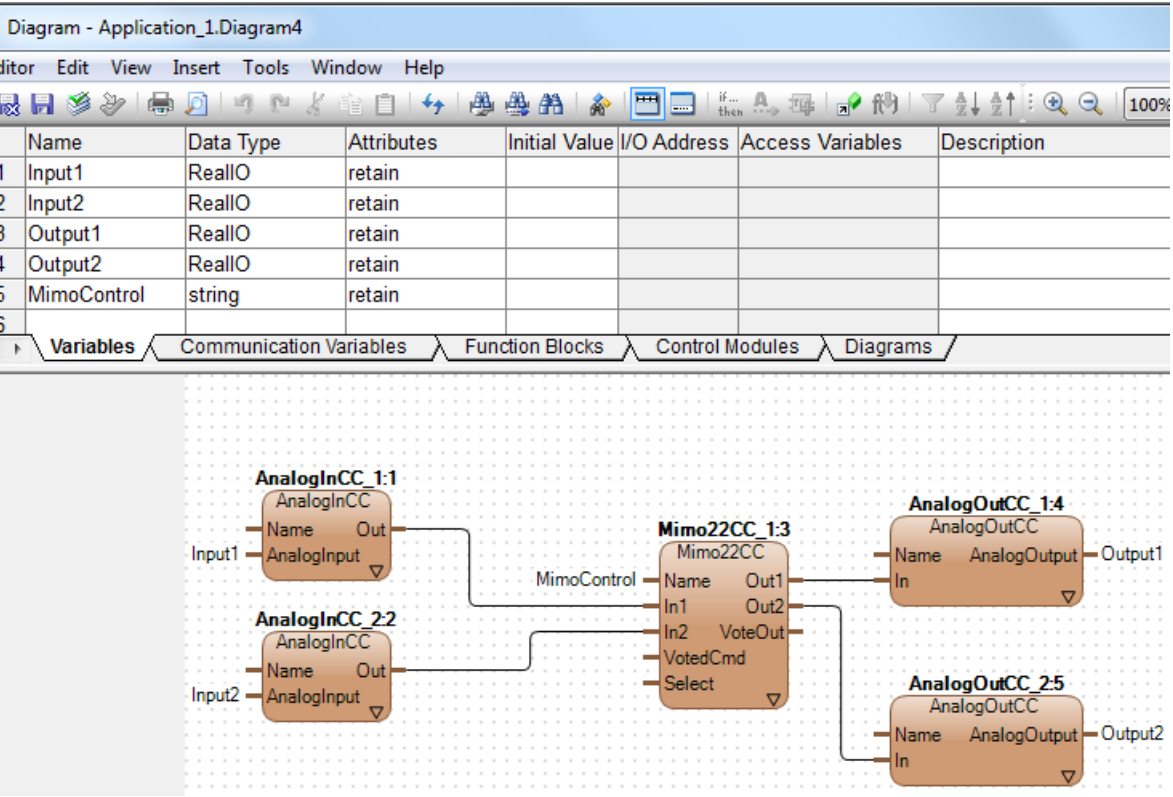 Diagram - Application_1.Diagram4
ditor Edit View Insert Tools Window Help
if... then 100%
Name Data Type Attributes Initial Value I/O Address Access Variables Description
1 Input1 RealIO retain
2 Input2 RealIO retain
3 Output1 RealIO retain
4 Output2 RealIO retain
5 MimoControl string retain
6
Variables Communication Variables Function Blocks Control Modules Diagrams
AnalogInCC_1:1
AnalogInCC
Name Out
Input1 AnalogInput
AnalogInCC_2:2
AnalogInCC
Name Out
Input2 AnalogInput
Mimo22CC_1:3
Mimo22CC
MimoControl Name Out1
In1 Out2
In2 VoteOut
VotedCmd
Select
AnalogOutCC_1:4
AnalogOutCC
Name AnalogOutput Output1
In
AnalogOutCC_2:5
AnalogOutCC
Name AnalogOutput Output2
In